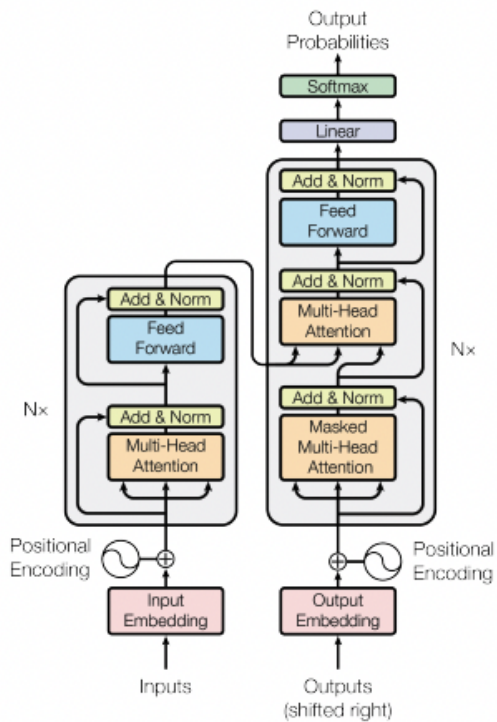 Output
Probabilities
Softmax
Linear
Add & Norm
Feed
Forward
Add & Norm
Multi-Head
Attention
Add & Norm
Masked
Multi-Head
Attention
N×
Add & Norm
Feed
Forward
Add & Norm
Multi-Head
Attention
N×
Positional
Encoding
Positional
Encoding
Input
Embedding
Output
Embedding
Inputs
Outputs
(shifted right)